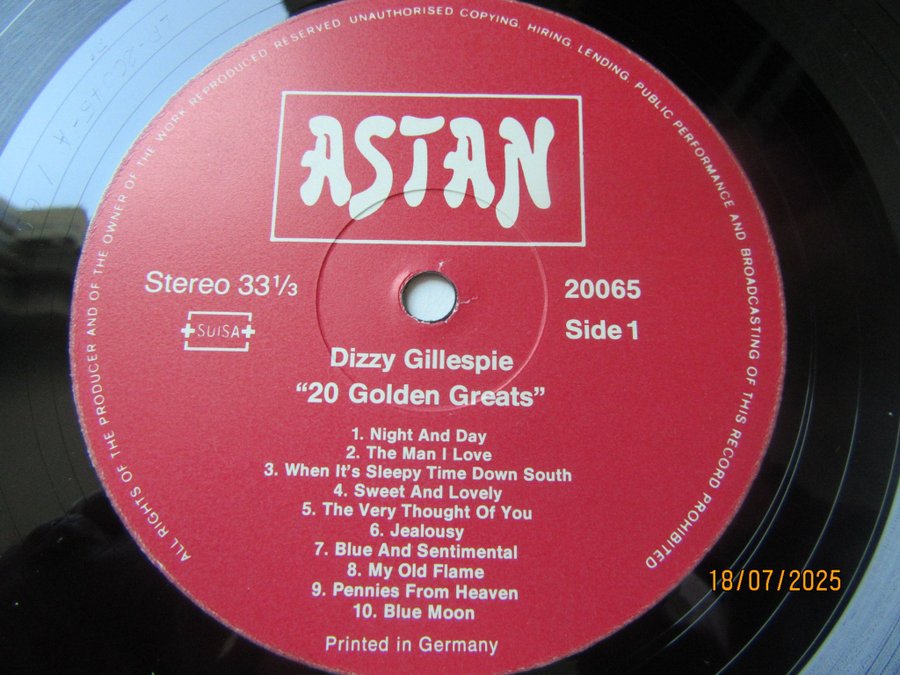 ALL RIGHTS OF THE PRODUCER AND OF THE OWNER OF THE WORK REPRODUCED RESERVED UNAUTHORISED COPYING, HIRING, LENDING, PUBLIC PERFORMANCE AND BROADCASTING OF THIS RECORD PROHIBITED
ASTAN
Stereo 33⅓
20065
SUISA
Side 1
Dizzy Gillespie
“20 Golden Greats”
1. Night And Day
2. The Man I Love
3. When It's Sleepy Time Down South
4. Sweet And Lovely
5. The Very Thought Of You
6. Jealousy
7. Blue And Sentimental
8. My Old Flame
9. Pennies From Heaven
10. Blue Moon
Printed in Germany
18/07/2025